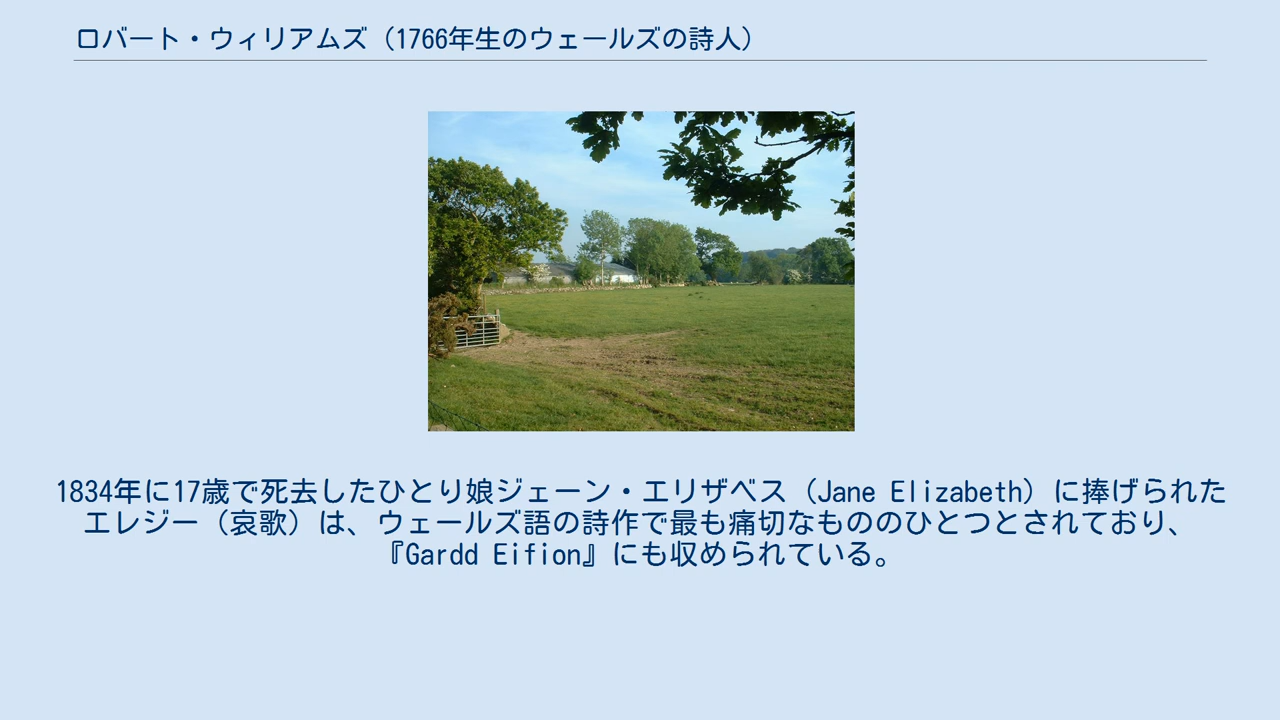 ロバート・ウィリアムズ（1766年生のウェールズの詩人）
1834年に17歳で死去したひとり娘ジェーン・エリザベス（Jane Elizabeth）に捧げられた
エレジー（哀歌）は、ウェールズ語の詩作で最も痛切なもののひとつとされており、
『Gardd Eifion』にも収められている。